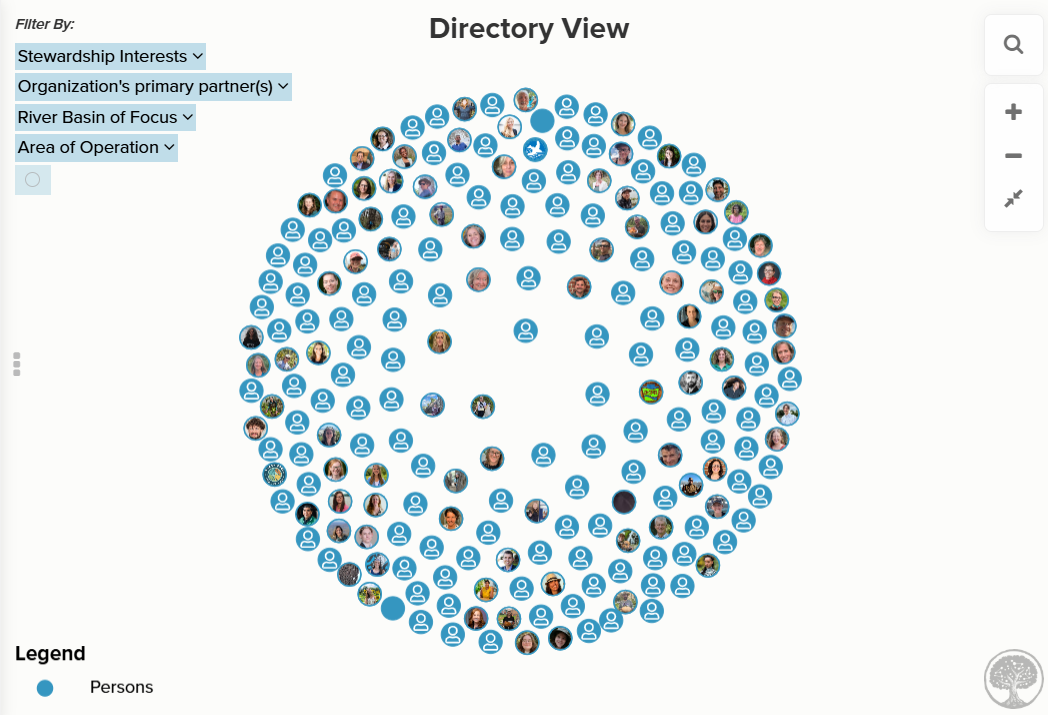 Filter By:
Directory View
Stewardship Interests
Organization's primary partner(s)
River Basin of Focus
Area of Operation
Legend
Persons